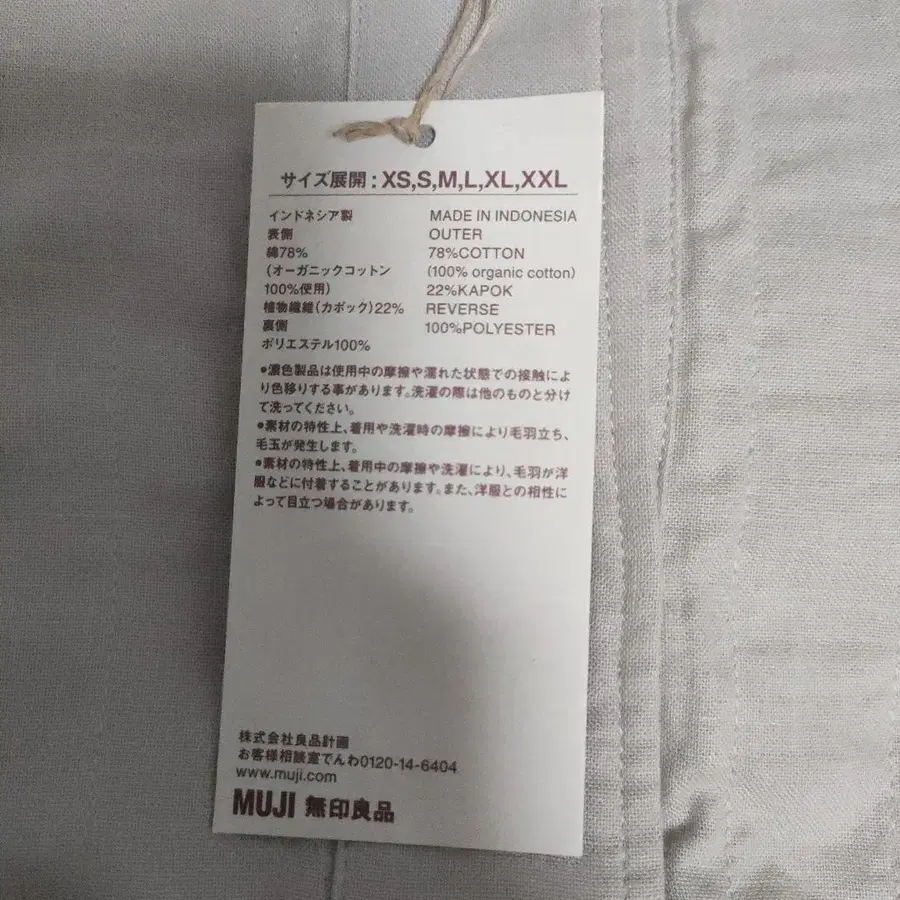 サイズ展開 : XS,S,M,L,XL,XXL
インドネシア製
表側
綿78%
(オーガニックコットン
100%使用)
植物繊維(カポック)22%
裏側
ポリエステル100%
MADE IN INDONESIA
OUTER
78%COTTON
(100% organic cotton)
22%KAPOK
REVERSE
100%POLYESTER
●濃色製品は使用中の摩擦や濡れた状態での接触によ
り色移りする事があります。洗濯の際は他のものと分け
て洗ってください。
●素材の特性上、着用や洗濯時の摩擦により毛羽立ち、
毛玉が発生します。
●素材の特性上、着用中の摩擦や洗濯により、毛羽が洋
服などに付着することがあります。また、洋服との相性に
よって目立つ場合があります。
株式会社良品計画
お客様相談室でんわ0120-14-6404
www.muji.com
MUJI 無印良品